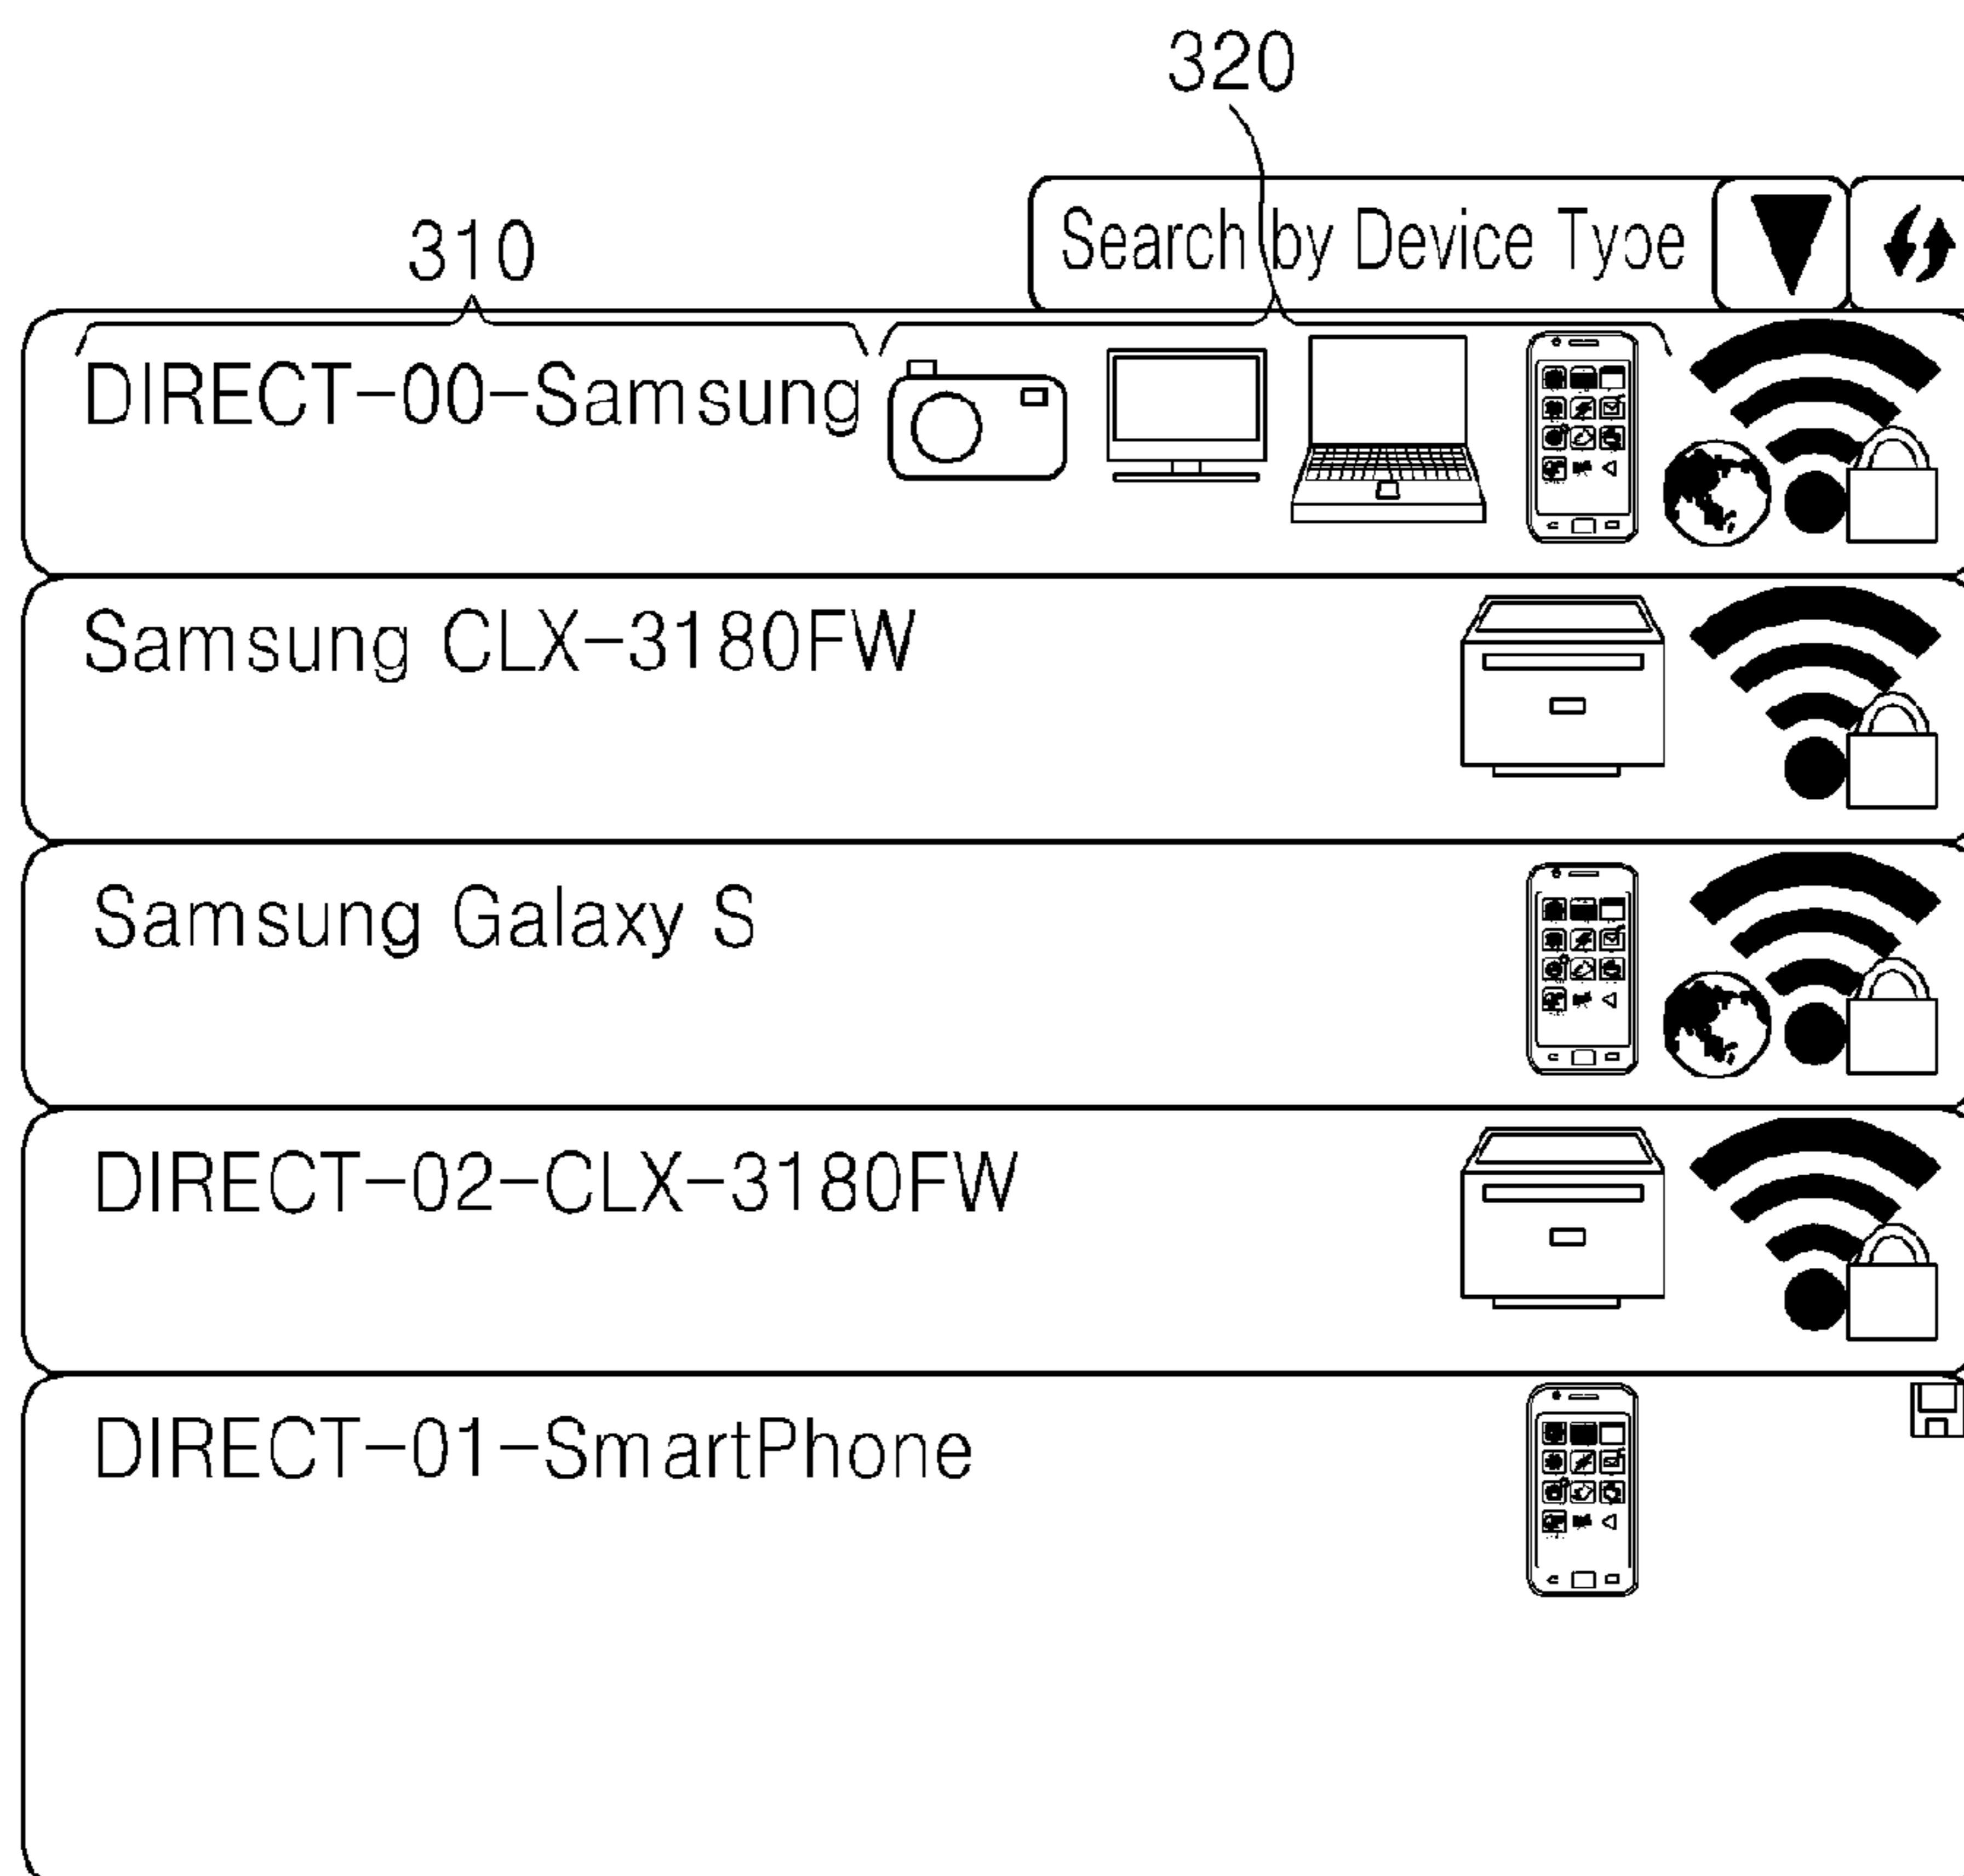 320
Search by Device Type
310
DIRECT-00-Samsung
Samsung CLX-3180FW
Samsung Galaxy S
DIRECT-02-CLX-3180FW
DIRECT-01-SmartPhone